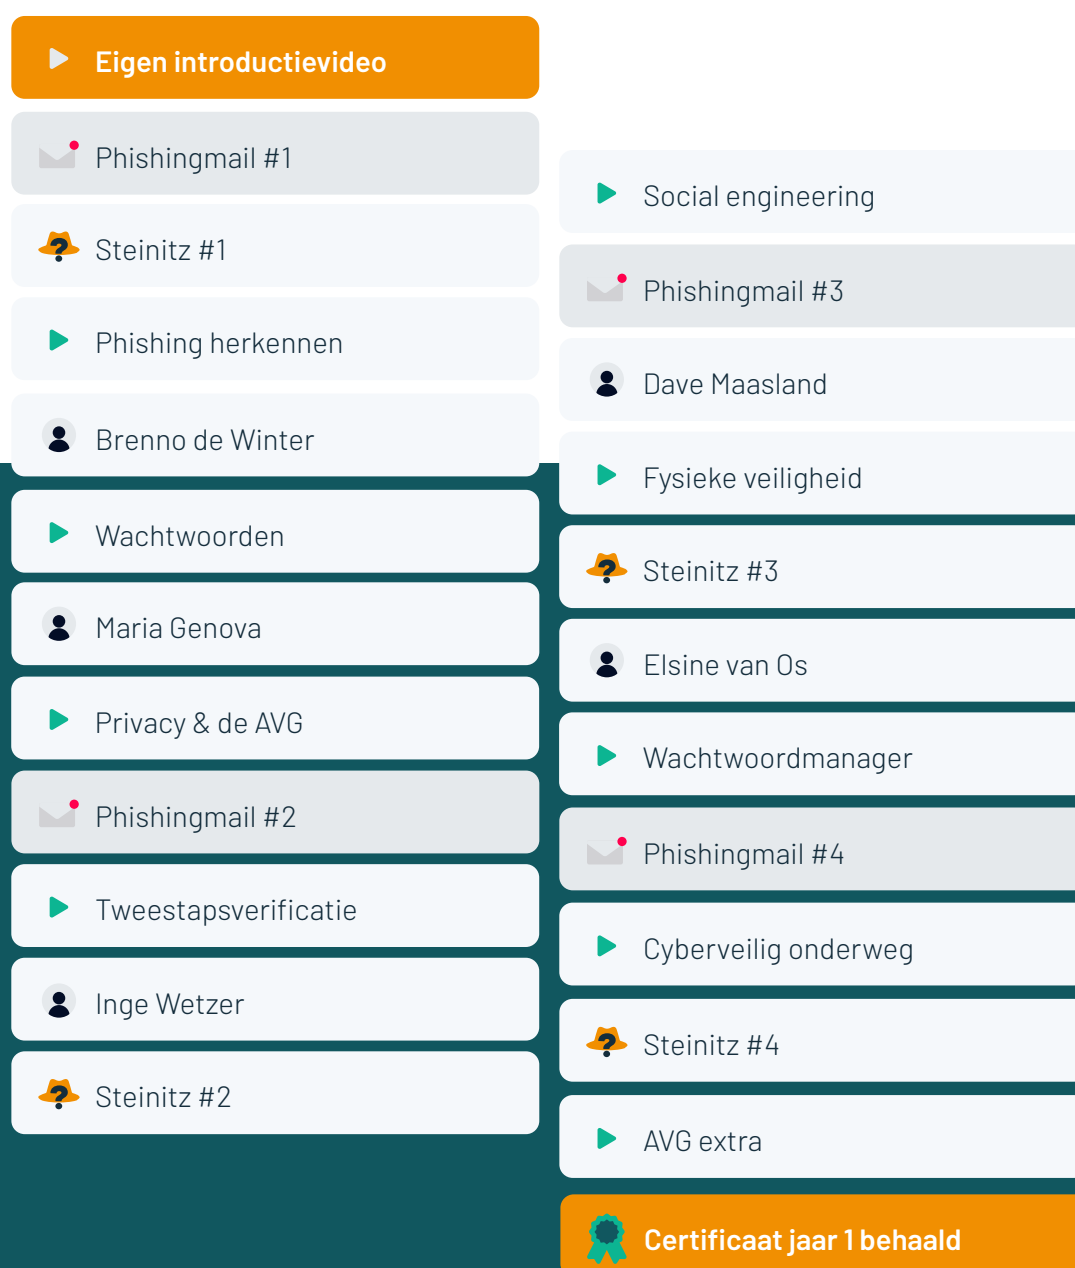 Eigen introductievideo
Phishingmail #1
Steinitz #1
Phishing herkennen
Brenno de Winter
Wachtwoorden
Maria Genova
Privacy & de AVG
Phishingmail #2
Tweestapsverificatie
Inge Wetzer
Steinitz #2
Social engineering
Phishingmail #3
Dave Maasland
Fysieke veiligheid
Steinitz #3
Elsine van Os
Wachtwoordmanager
Phishingmail #4
Cyberveilig onderweg
Steinitz #4
AVG extra
Certificaat jaar 1 behaald